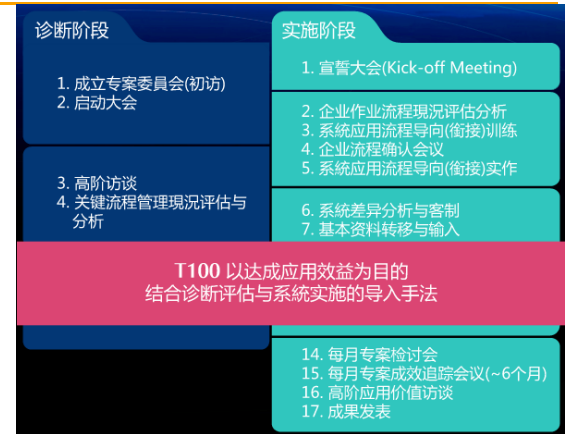 诊断阶段
1. 成立专案委員会(初访)
2. 启动大会
3. 高阶访谈
4. 关键流程管理現况评估与
分析
实施阶段
1. 宣誓大会(Kick-off Meeting)
2. 企业作业流程現况评估分析
3. 系統应用流程导向(銜接)训练
4. 企业流程确认会议
5. 系統应用流程导向(銜接)实作
6. 系統差异分析与客制
7. 基本资料转移与输入
T100 以达成应用效益为目的
结合诊断评估与系統实施的导入手法
14. 每月专案检讨会
15. 每月专案成效追踪会议(~6个月)
16. 高阶应用价值访谈
17. 成果发表